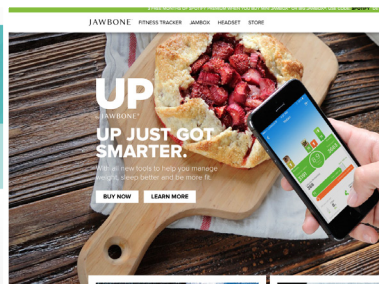 JAWBONE FITNESS TRACKER JAMBOX HEADSET STORE
UP
by JAWBONE®
UP JUST GOT
SMARTER.
With all new tools to help you manage
weight, sleep better and be more fit.
BUY NOW LEARN MORE